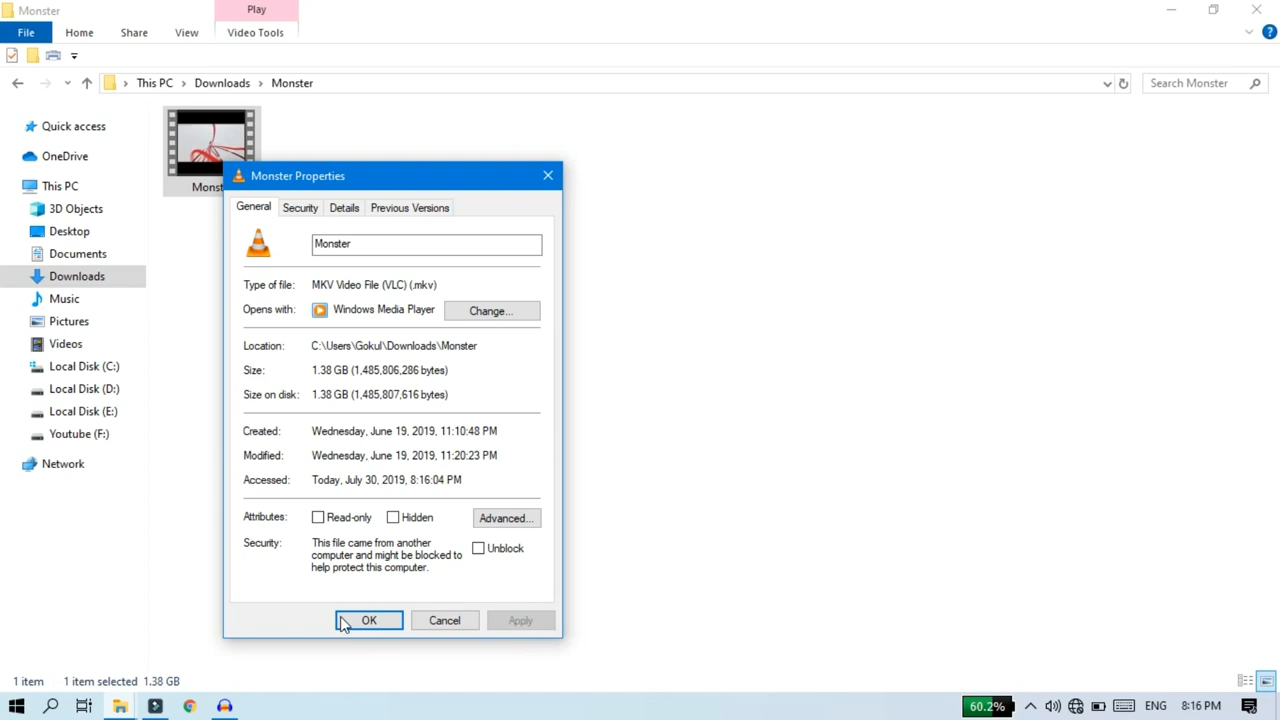 Monster
Play
File
Home
Share
View
Video Tools
This PC
Downloads
Monster
Search Monster
Quick access
OneDrive
This PC
3D Objects
Desktop
Documents
Downloads
Music
Pictures
Videos
Local Disk (C:)
Local Disk (D:)
Local Disk (E:)
Youtube (F:)
Network
Monst
Monster Properties
General
Security
Details
Previous Versions
Monster
Type of file: MKV Video File (VLC) (.mkv)
Opens with: Windows Media Player Change...
Location: C:\Users\Gokul\Downloads\Monster
Size: 1.38 GB (1,485,806,286 bytes)
Size on disk: 1.38 GB (1,485,807,616 bytes)
Created: Wednesday, June 19, 2019, 11:10:48 PM
Modified: Wednesday, June 19, 2019, 11:20:23 PM
Accessed: Today, July 30, 2019, 8:16:04 PM
Attributes: Read-only Hidden Advanced...
Security: This file came from another
computer and might be blocked to
help protect this computer.
Unblock
OK
Cancel
Apply
1 item
1 item selected 1.38 GB
60.2%
ENG
8:16 PM